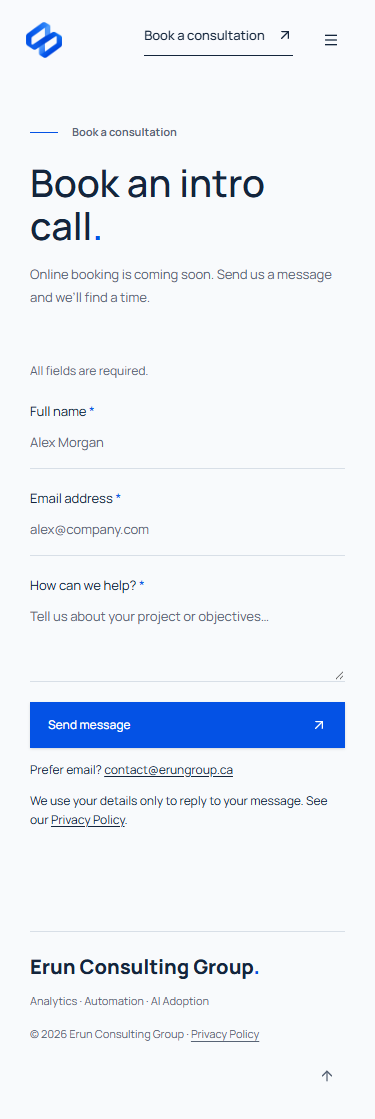 Book a consultation
Book a consultation
Book an intro
call.
Online booking is coming soon. Send us a message
and we'll find a time.
All fields are required.
Full name *
Alex Morgan
Email address *
alex@company.com
How can we help? *
Tell us about your project or objectives...
Send message
Prefer email? contact@erungroup.ca
We use your details only to reply to your message. See
our Privacy Policy.
Erun Consulting Group.
Analytics · Automation · AI Adoption
© 2026 Erun Consulting Group · Privacy Policy